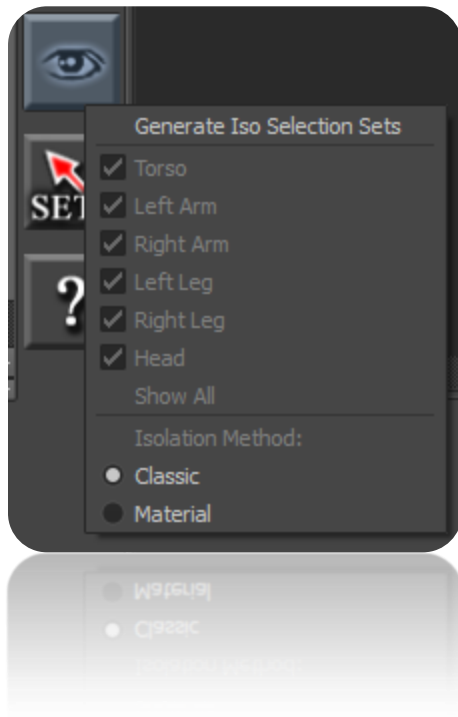 Generate Iso Selection Sets
Torso
SET
Left Arm
Right Arm
?
Left Leg
Right Leg
Head
Show All
Isolation Method:
Classic
Material